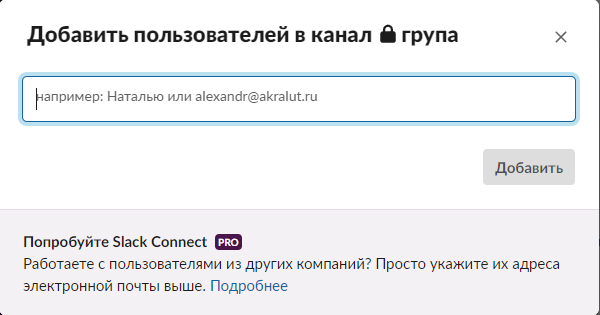 Добавить пользователей в канал група
например: Наталью или alexandr@akralut.ru
Добавить
Попробуйте Slack Connect PRO
Работаете с пользователями из других компаний? Просто укажите их адреса
электронной почты выше. Подробнее